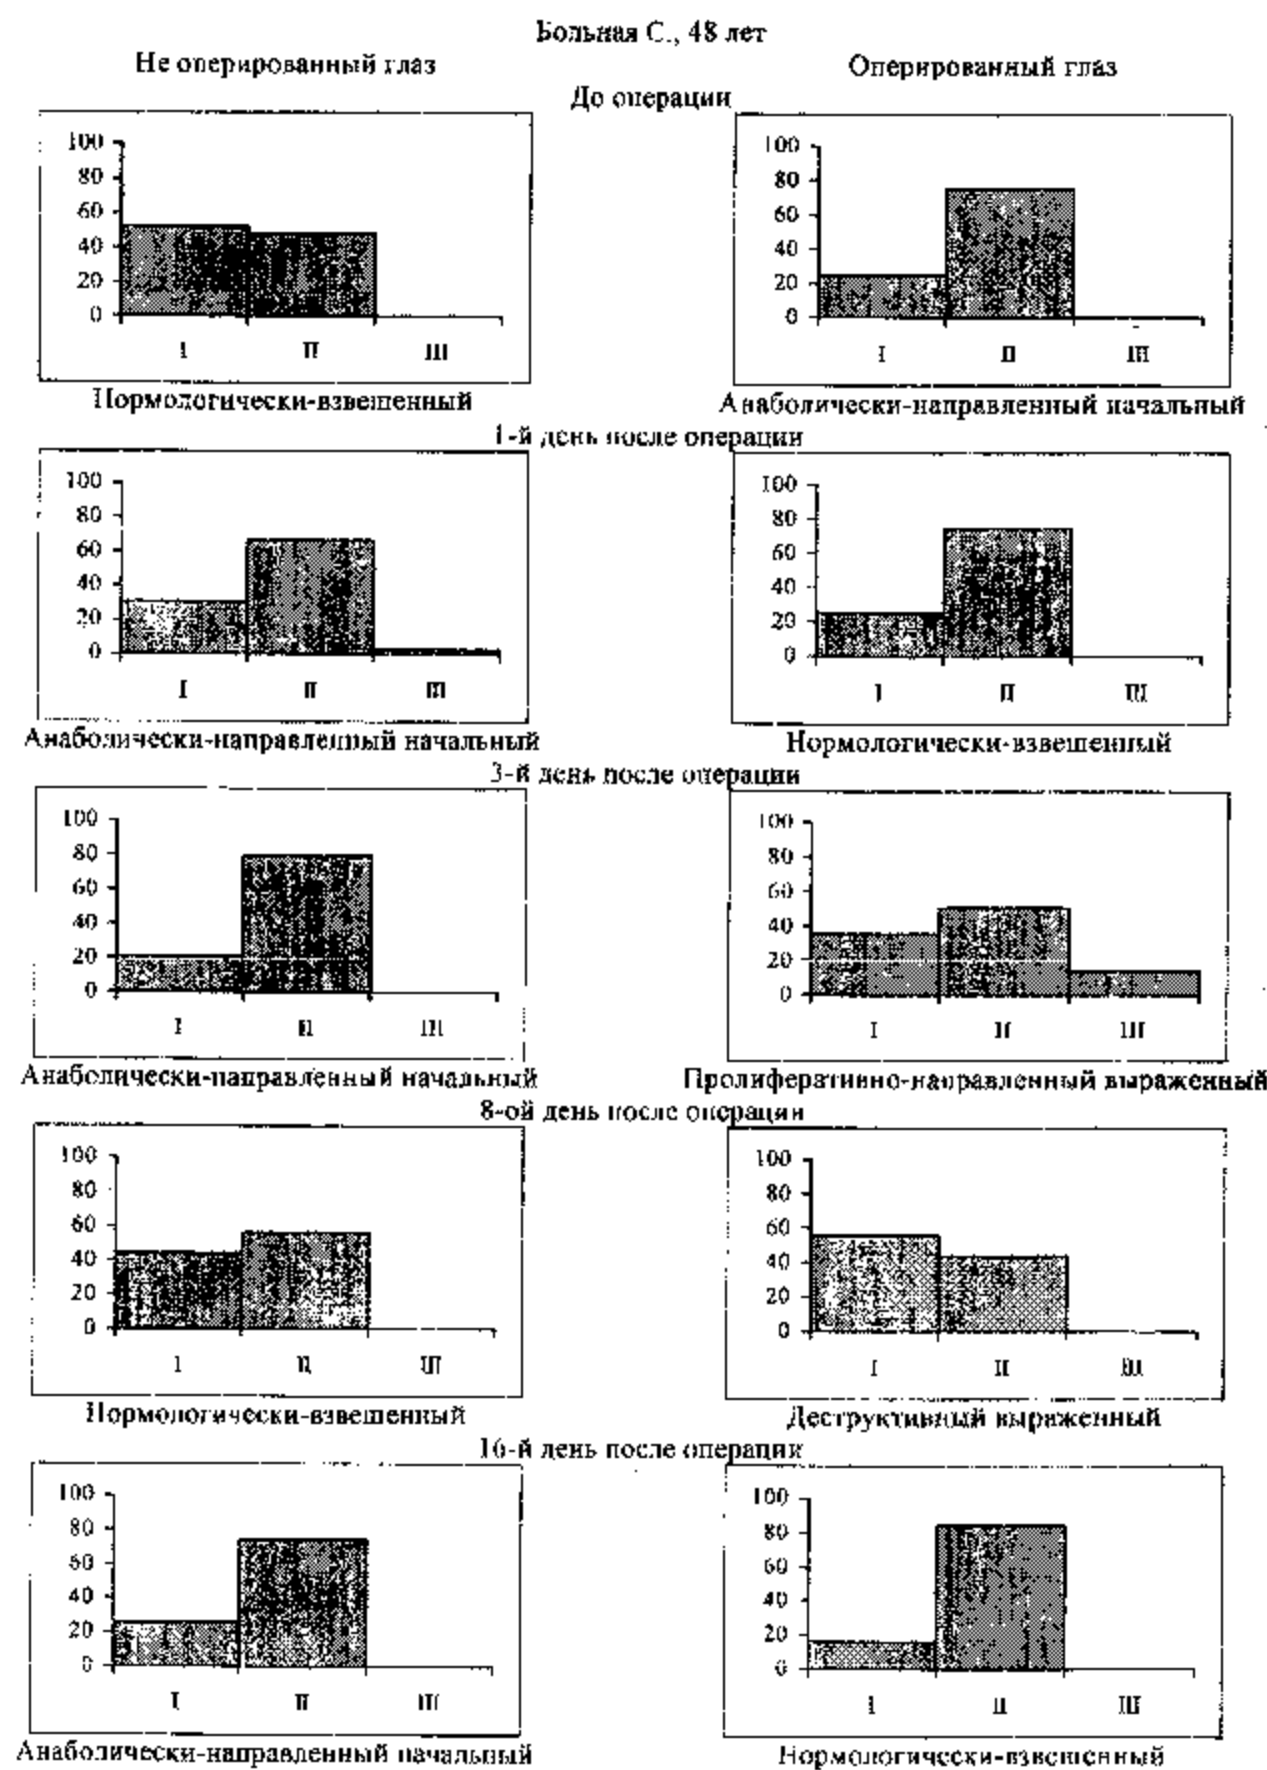 Больная С., 48 лет
Не оперированный глаз Оперированный глаз
До операции
100 100
80 80
60 60
40 40
20 20
0 0
I II III I II III
Нормологически-взвешенный Анаболически-направленный начальный
1-й день после операции
100 100
80 80
60 60
40 40
20 20
0 0
I II III I II III
Анаболически-направленный начальный Нормологически-взвешенный
3-й день после операции
100 100
80 80
60 60
40 40
20 20
0 0
I II III I II III
Анаболически-направленный начальный Пролиферативно-направленный выраженный
8-ой день после операции
100 100
80 80
60 60
40 40
20 20
0 0
I II III I II III
Нормологически-взвешенный Деструктивный выраженный
16-й день после операции
100 100
80 80
60 60
40 40
20 20
0 0
I II III I II III
Анаболически-направленный начальный Нормологически-взвешенный